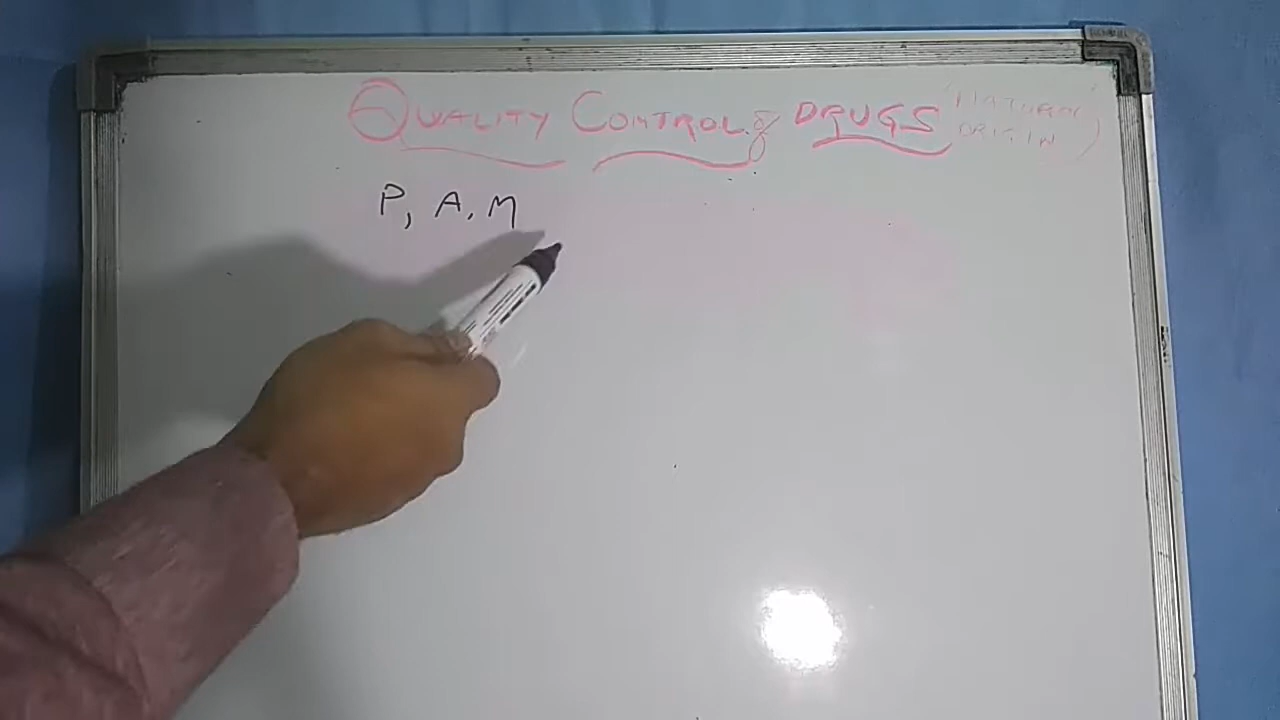 QUALITY CONTROL of DRUGS (NATURAL
ORIGIN)
P, A, M